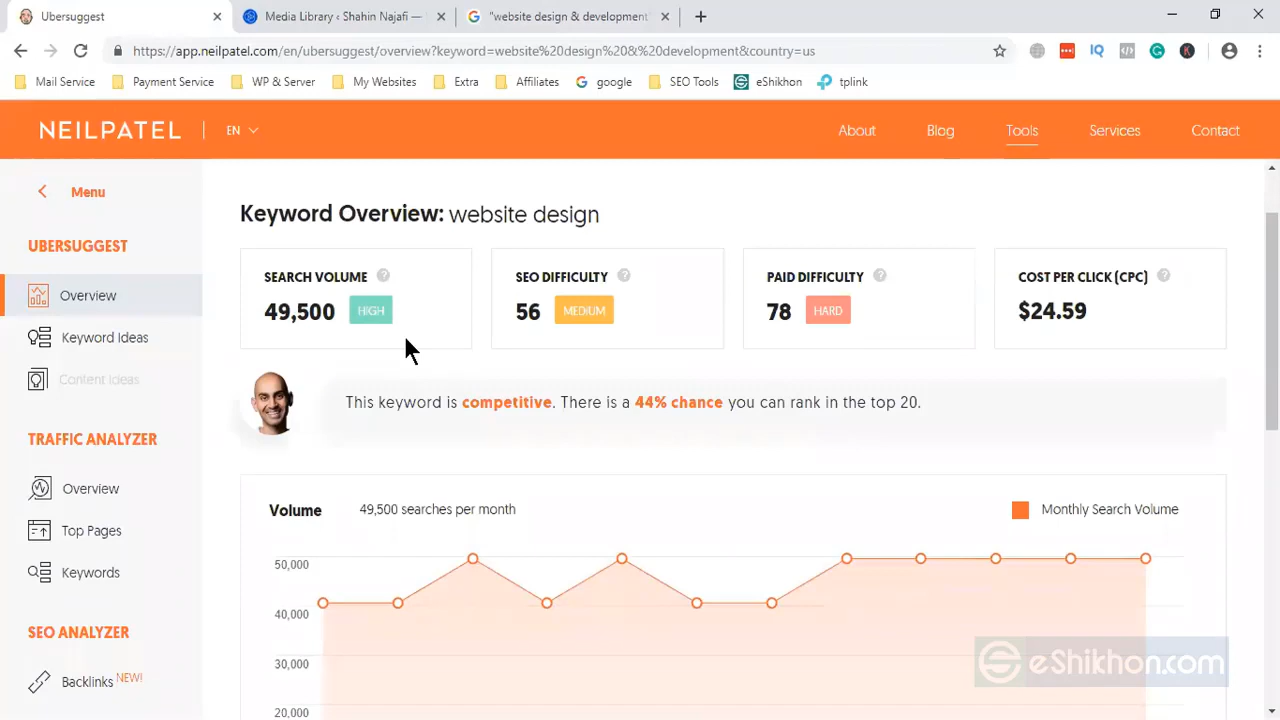 Ubersuggest
Media Library ‹ Shahin Najafi —
"website design & development"
https://app.neilpatel.com/en/ubersuggest/overview?keyword=website%20design%20&%20development&country=us
Mail Service
Payment Service
WP & Server
My Websites
Extra
Affiliates
google
SEO Tools
eShikhon
tplink
NEILPATEL
EN
About
Blog
Tools
Services
Contact
Menu
UBERSUGGEST
Overview
Keyword Ideas
Content Ideas
TRAFFIC ANALYZER
Overview
Top Pages
Keywords
SEO ANALYZER
Backlinks NEW!
Keyword Overview: website design
SEARCH VOLUME ?
49,500 HIGH
SEO DIFFICULTY ?
56 MEDIUM
PAID DIFFICULTY ?
78 HARD
COST PER CLICK (CPC) ?
$24.59
This keyword is competitive. There is a 44% chance you can rank in the top 20.
Volume 49,500 searches per month
Monthly Search Volume
50,000
40,000
30,000
20,000
eShikhon.com